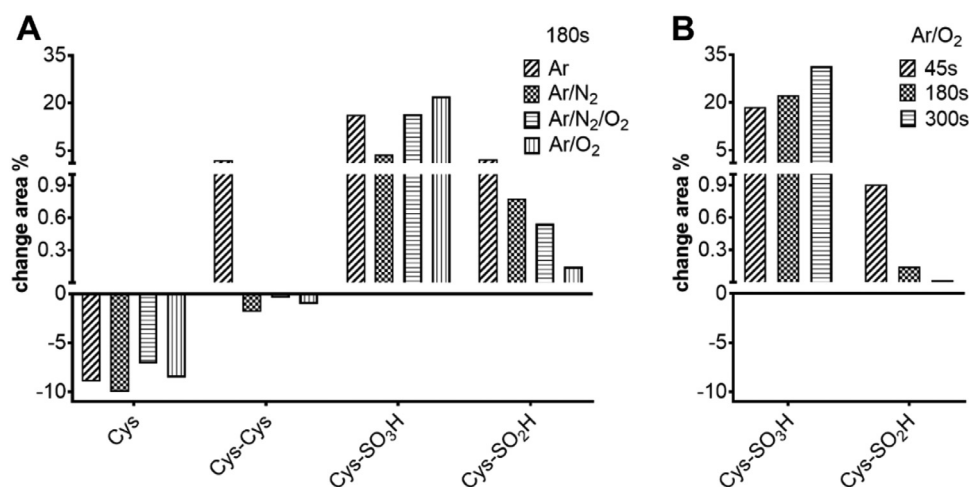 A
180s
Ar
Ar/N₂
Ar/N₂/O₂
Ar/O₂
change area %
35
20
5
0.9
0.6
0.3
0
-5
-10
Cys
Cys-Cys
Cys-SO₃H
Cys-SO₂H
B
Ar/O₂
45s
180s
300s
change area %
35
20
5
0.9
0.6
0.3
0
-5
-10
Cys-SO₃H
Cys-SO₂H